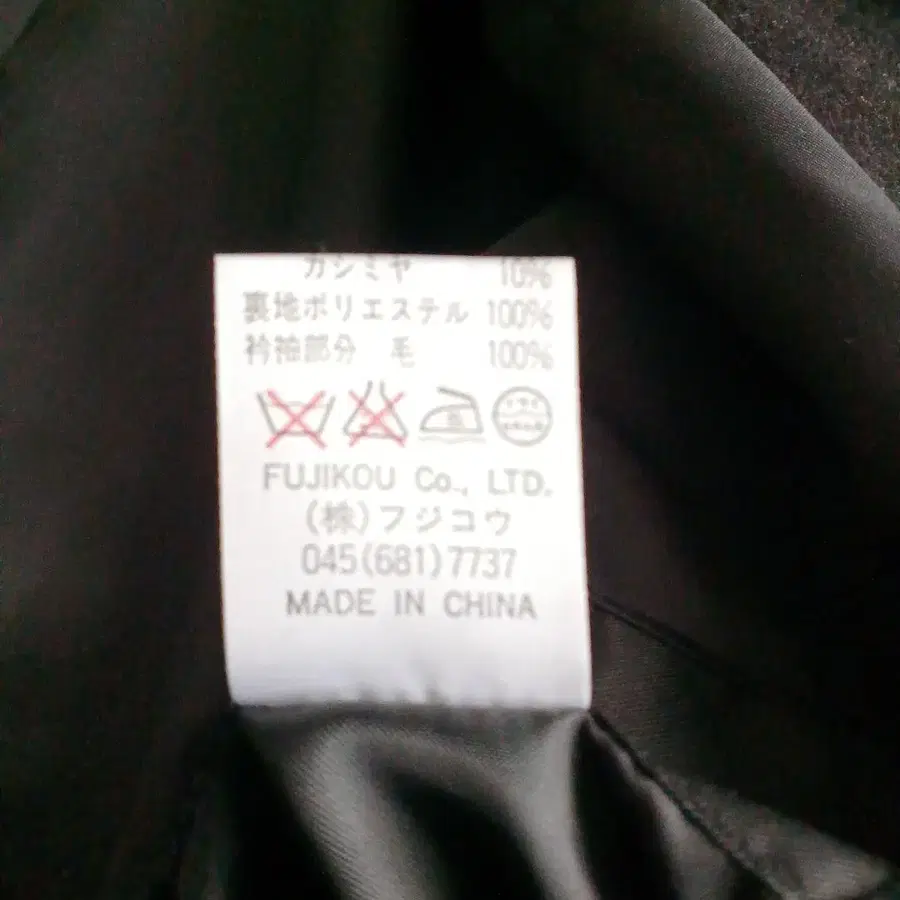 カシミヤ 10%
裏地ポリエステル 100%
衿袖部分 毛 100%
FUJIKOU Co., LTD.
(株)フジコウ
045(681)7737
MADE IN CHINA